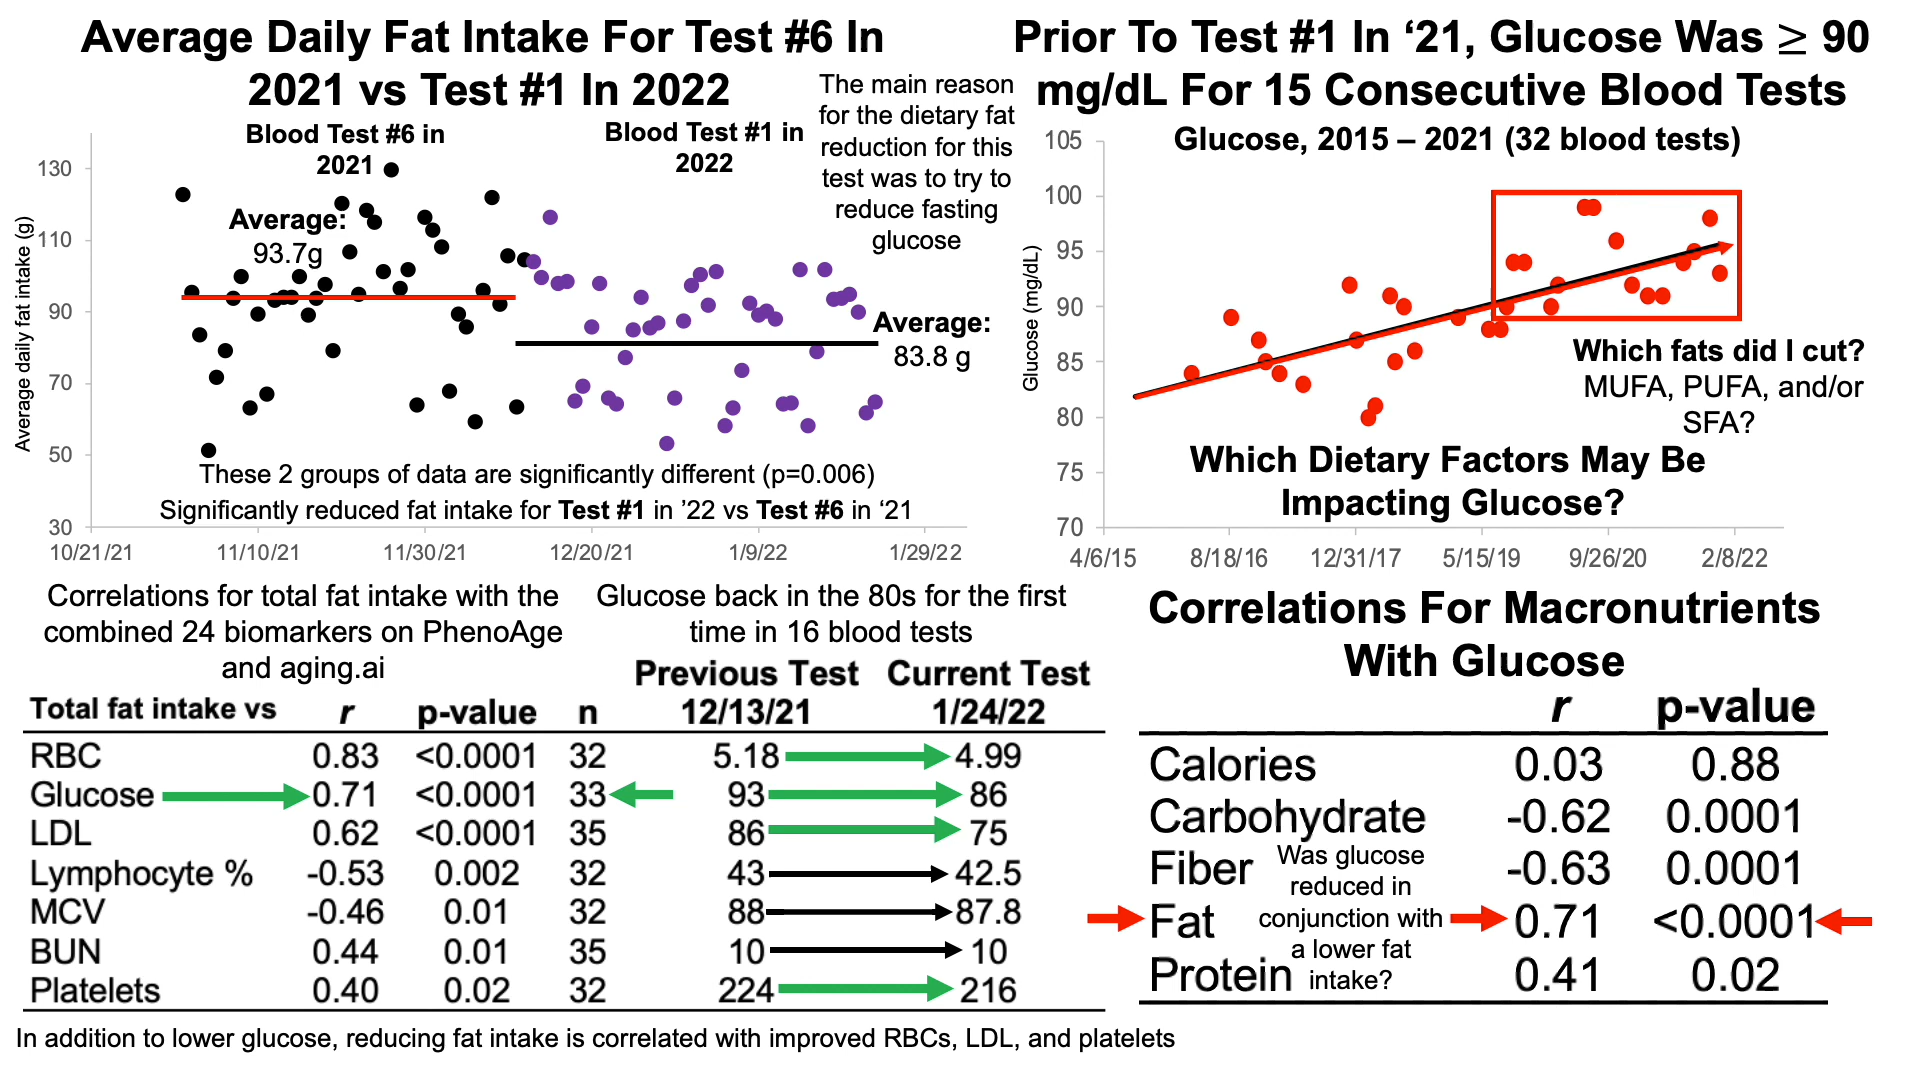 Average Daily Fat Intake For Test #6 In
2021 vs Test #1 In 2022
The main reason
for the dietary fat
reduction for this
test was to try to
reduce fasting
glucose
Blood Test #6 in
2021
Blood Test #1 in
2022
Average:
93.7g
Average:
83.8 g
Average daily fat intake (g)
130
110
90
70
50
30
These 2 groups of data are significantly different (p=0.006)
Significantly reduced fat intake for Test #1 in ’22 vs Test #6 in ‘21
10/21/21 11/10/21 11/30/21 12/20/21 1/9/22 1/29/22
Prior To Test #1 In ‘21, Glucose Was ≥ 90
mg/dL For 15 Consecutive Blood Tests
Glucose, 2015 – 2021 (32 blood tests)
Glucose (mg/dL)
105
100
95
90
85
80
75
70
Which fats did I cut?
MUFA, PUFA, and/or
SFA?
Which Dietary Factors May Be
Impacting Glucose?
4/6/15 8/18/16 12/31/17 5/15/19 9/26/20 2/8/22
Correlations for total fat intake with the
combined 24 biomarkers on PhenoAge
and aging.ai
Glucose back in the 80s for the first
time in 16 blood tests
Previous Test Current Test
Total fat intake vs r p-value n 12/13/21 1/24/22
RBC 0.83 <0.0001 32 5.18 4.99
Glucose 0.71 <0.0001 33 93 86
LDL 0.62 <0.0001 35 86 75
Lymphocyte % -0.53 0.002 32 43 42.5
MCV -0.46 0.01 32 88 87.8
BUN 0.44 0.01 35 10 10
Platelets 0.40 0.02 32 224 216
In addition to lower glucose, reducing fat intake is correlated with improved RBCs, LDL, and platelets
Correlations For Macronutrients
With Glucose
r p-value
Calories 0.03 0.88
Carbohydrate -0.62 0.0001
Fiber -0.63 0.0001
Fat 0.71 <0.0001
Protein 0.41 0.02
Was glucose
reduced in
conjunction with
a lower fat
intake?